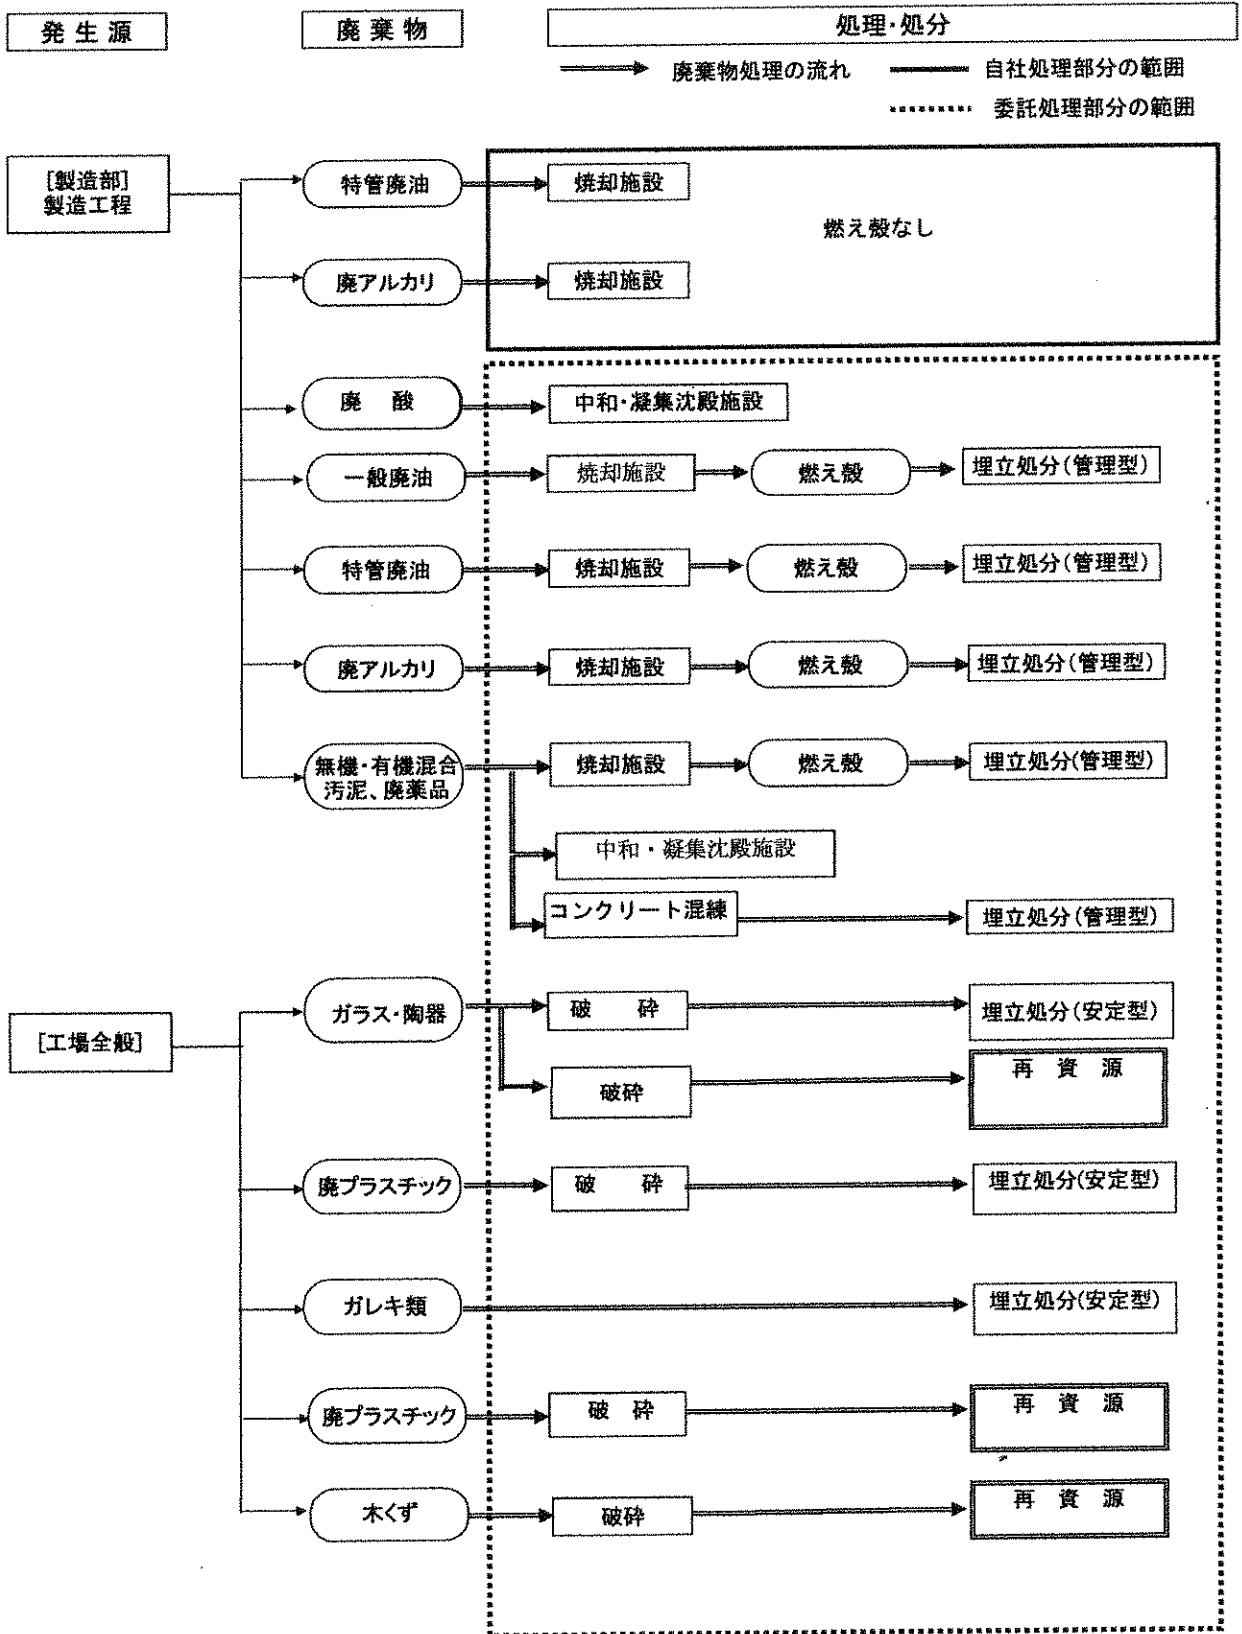 発生源
廃棄物
処理・処分
廃棄物処理の流れ
自社処理部分の範囲
委託処理部分の範囲
[製造部]
製造工程
特管廃油
焼却施設
燃え殻なし
廃アルカリ
焼却施設
廃 酸
中和・凝集沈殿施設
一般廃油
焼却施設
燃え殻
埋立処分(管理型)
特管廃油
焼却施設
燃え殻
埋立処分(管理型)
廃アルカリ
焼却施設
燃え殻
埋立処分(管理型)
無機・有機混合
汚泥、廃薬品
焼却施設
燃え殻
埋立処分(管理型)
中和・凝集沈殿施設
コンクリート混練
埋立処分(管理型)
[工場全般]
ガラス・陶器
破 砕
埋立処分(安定型)
破砕
再 資 源
廃プラスチック
破 砕
埋立処分(安定型)
ガレキ類
埋立処分(安定型)
廃プラスチック
破 砕
再 資 源
木くず
破砕
再 資 源